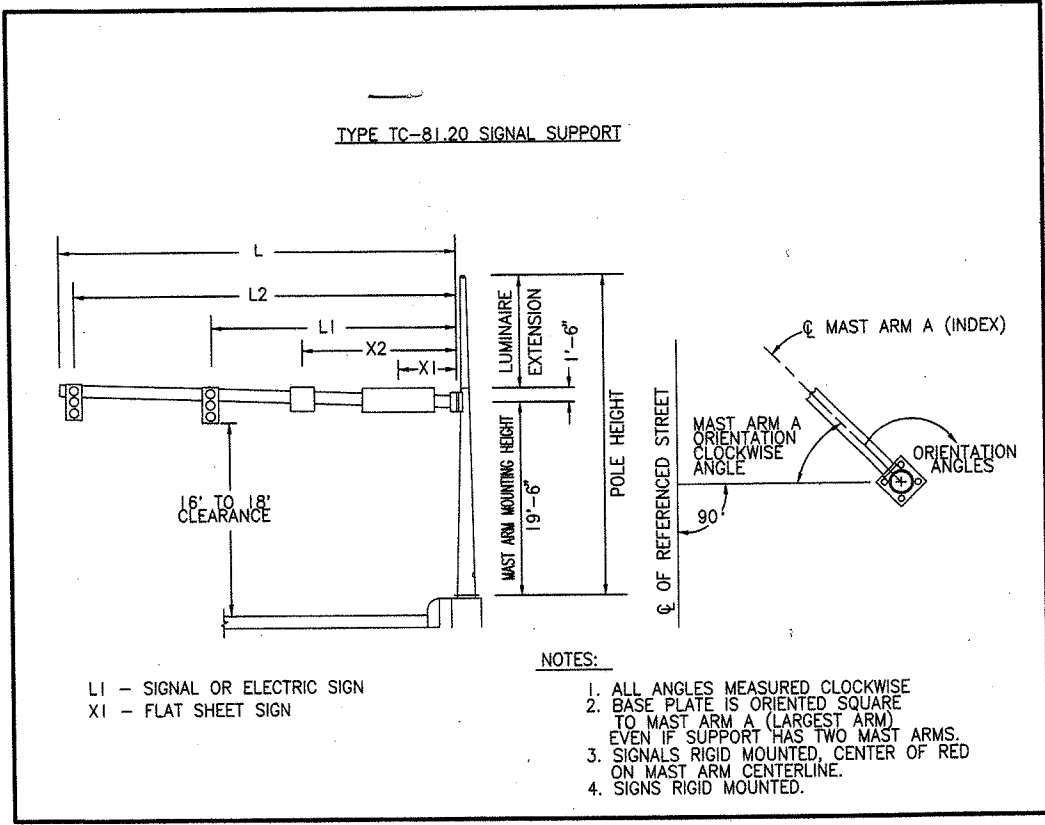 TYPE TC-81.20 SIGNAL SUPPORT
L
L2
L1
X2
X1
LUMINAIRE
EXTENSION
1'-6"
MAST ARM MOUNTING HEIGHT
19'-6"
POLE HEIGHT
16' TO 18'
CLEARANCE
℄ OF REFERENCED STREET
℄ MAST ARM A (INDEX)
MAST ARM A
ORIENTATION
CLOCKWISE
ANGLE
ORIENTATION
ANGLES
90°
L1 - SIGNAL OR ELECTRIC SIGN
X1 - FLAT SHEET SIGN
NOTES:
1. ALL ANGLES MEASURED CLOCKWISE
2. BASE PLATE IS ORIENTED SQUARE
TO MAST ARM A (LARGEST ARM)
EVEN IF SUPPORT HAS TWO MAST ARMS.
3. SIGNALS RIGID MOUNTED, CENTER OF RED
ON MAST ARM CENTERLINE.
4. SIGNS RIGID MOUNTED.